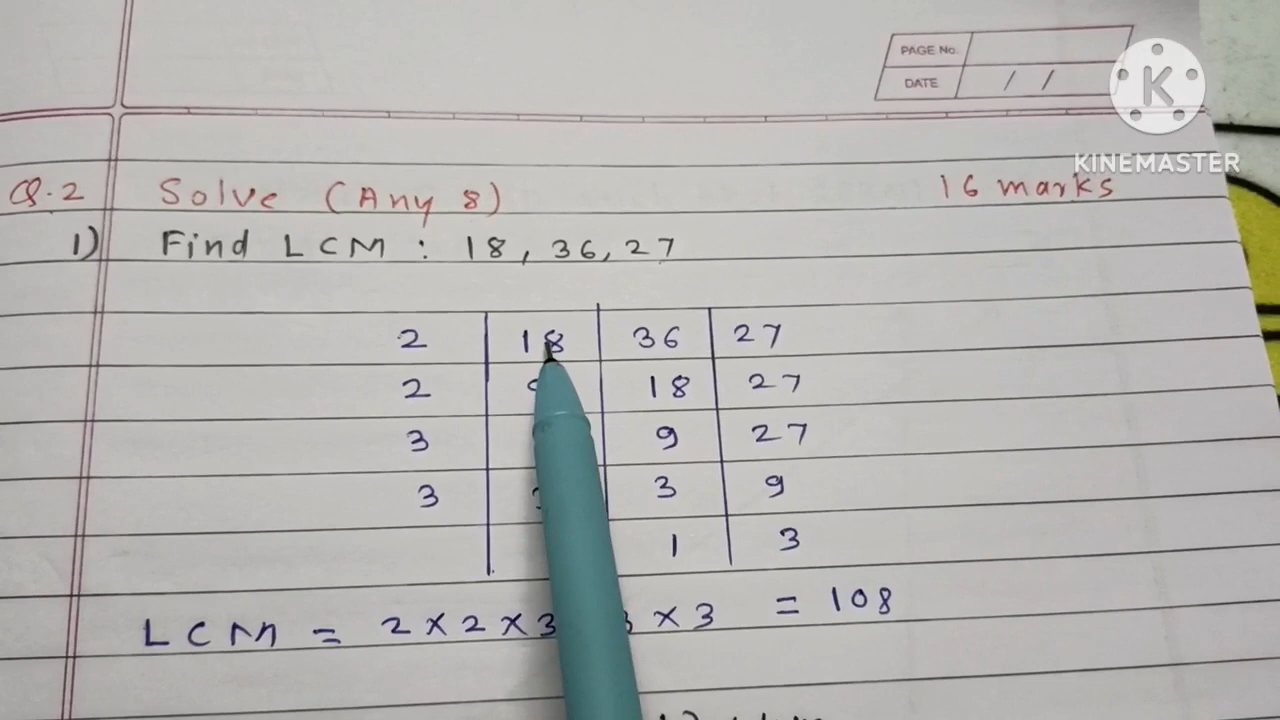 PAGE No.
DATE / /
K
KINEMASTER
Q.2 Solve (Any 8) 16 marks
1) Find LCM : 18, 36, 27
2 18 36 27
2 18 27
3 9 27
3 3 9
1 3
LCM = 2 × 2 × 3 × 3 = 108